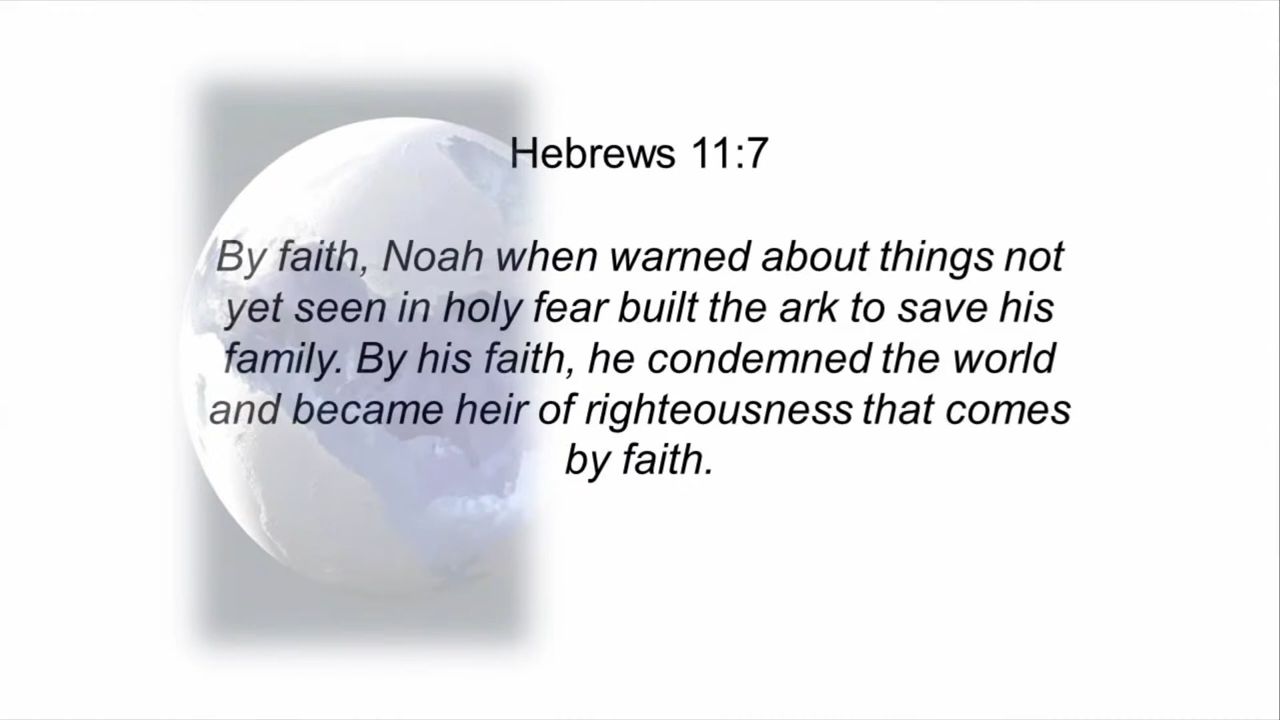 Hebrews 11:7
By faith, Noah when warned about things not
yet seen in holy fear built the ark to save his
family. By his faith, he condemned the world
and became heir of righteousness that comes
by faith.